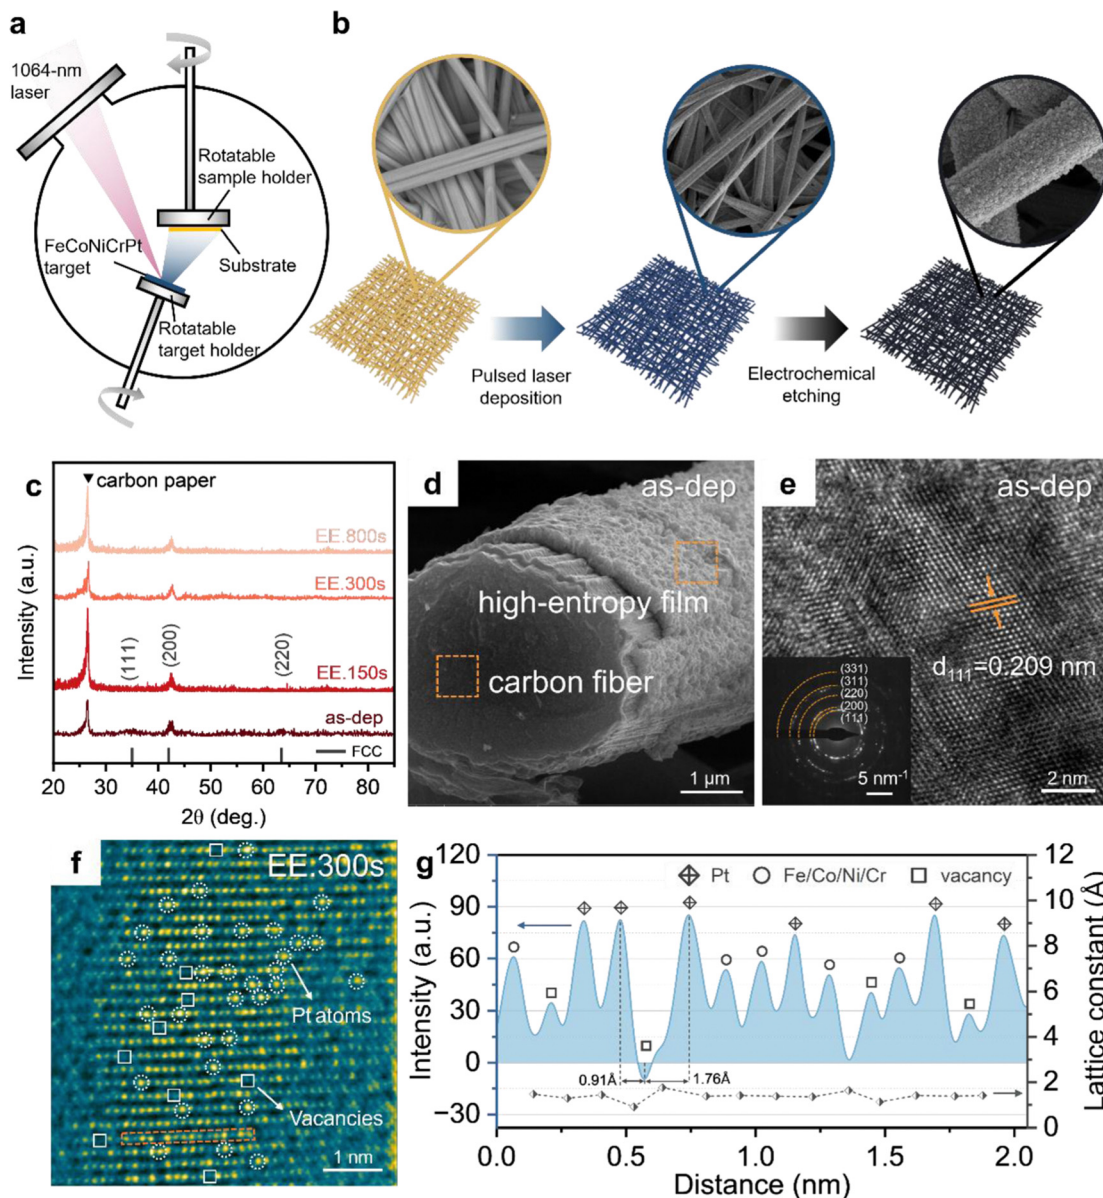 a
1064-nm
laser
Rotatable
sample holder
FeCoNiCrPt
target
Substrate
Rotatable
target holder
b
Pulsed laser
deposition
Electrochemical
etching
c
▼ carbon paper
EE.800s
EE.300s
(111)
(200)
(220)
EE.150s
as-dep
FCC
Intensity (a.u.)
20 30 40 50 60 70 80
2θ (deg.)
d
as-dep
high-entropy film
carbon fiber
1 μm
e
as-dep
d111=0.209 nm
(331)
(311)
(220)
(200)
(111)
5 nm-1
2 nm
f
EE.300s
Pt atoms
Vacancies
1 nm
g
Pt Fe/Co/Ni/Cr vacancy
120
90
60
30
0
−30
Intensity (a.u.)
0.91Å
1.76Å
12
10
8
6
4
2
0
Lattice constant (Å)
0.0 0.5 1.0 1.5 2.0
Distance (nm)